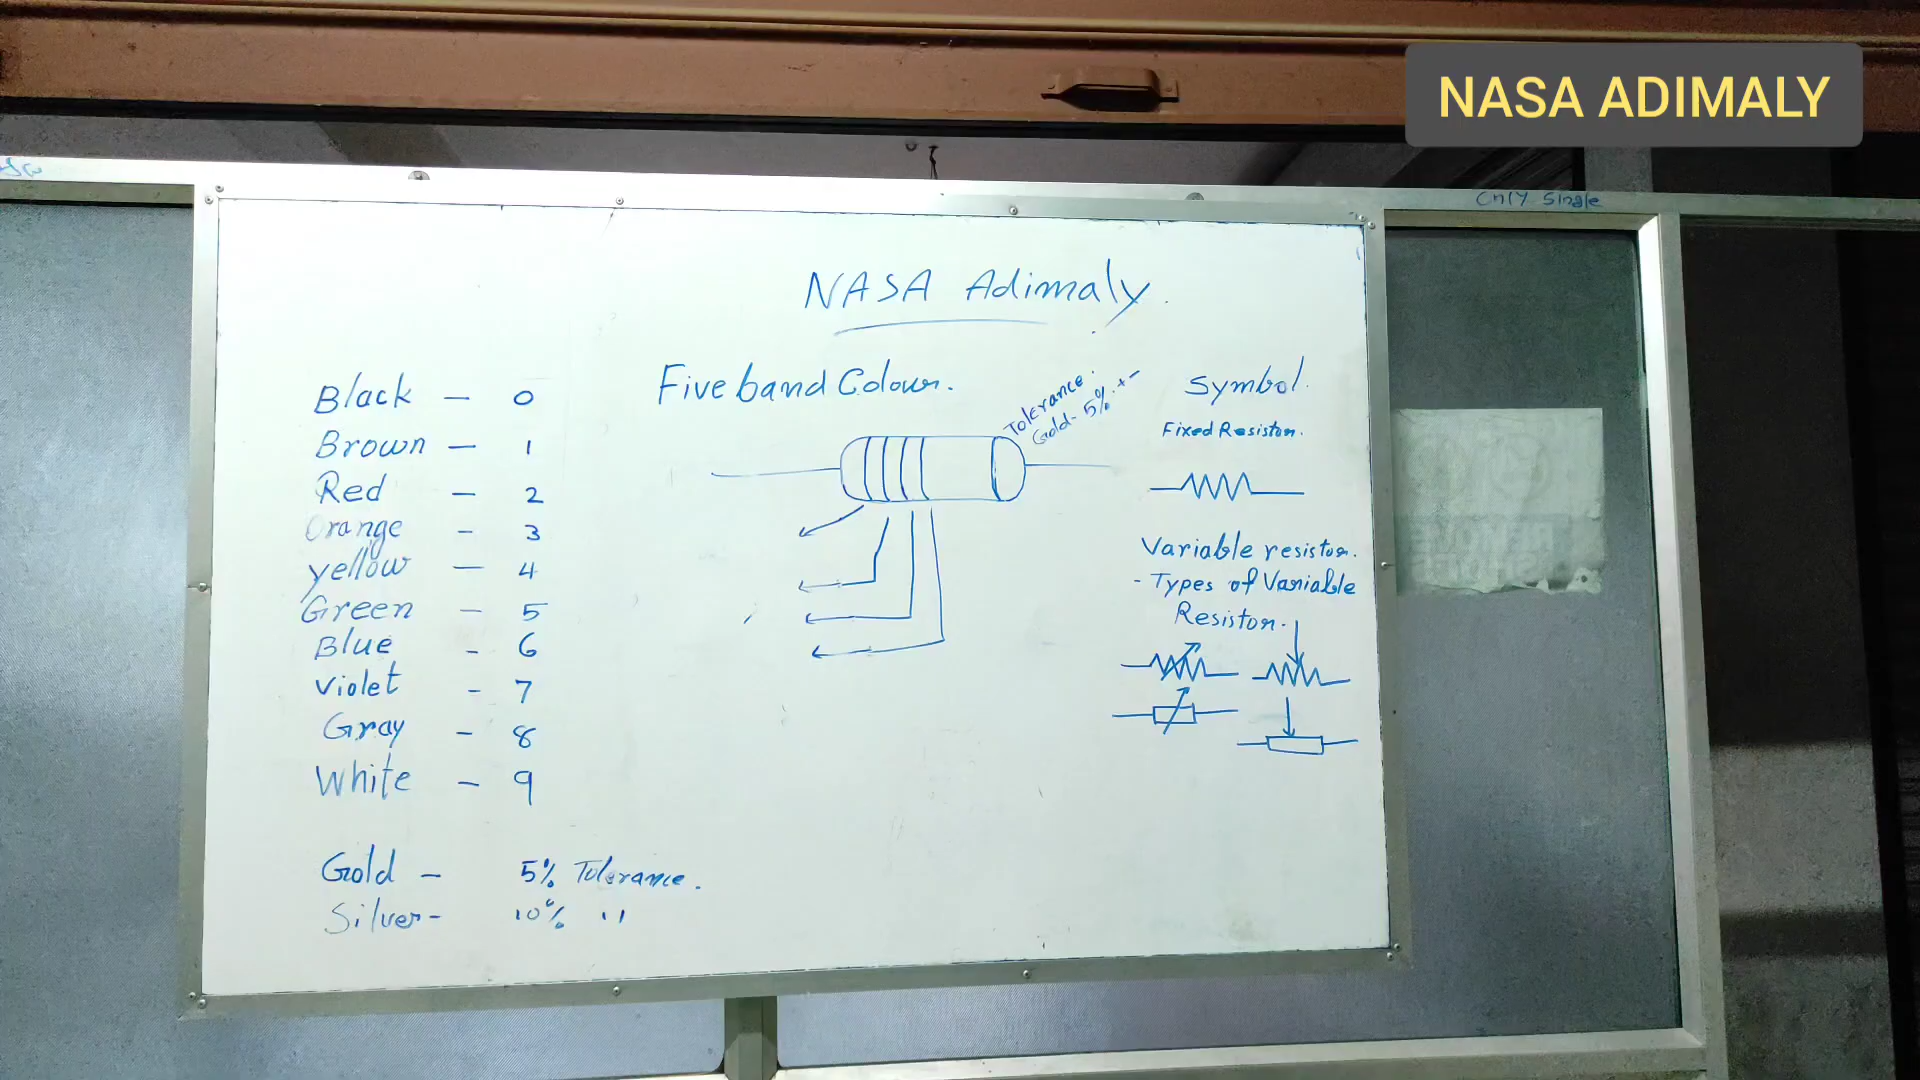 NASA ADIMALY
Only Single
NASA Adimaly.
Black - 0
Brown - 1
Red - 2
Orange - 3
yellow - 4
Green - 5
Blue - 6
Violet - 7
Gray - 8
White - 9
Gold - 5% Tolerance.
Silver - 10% "
Five band Colour.
Tolerance.
Gold - 5% + -
Symbol.
Fixed Resistor.
Variable resistor.
- Types of Variable
Resistor.